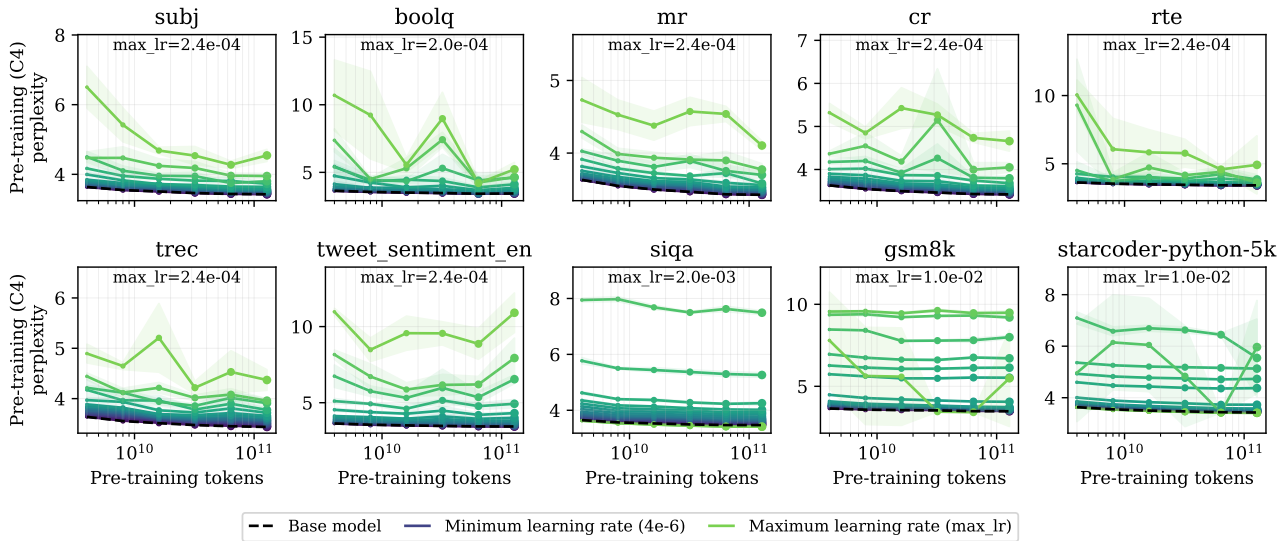 subj
boolq
mr
cr
rte
max_lr=2.4e-04
max_lr=2.0e-04
max_lr=2.4e-04
max_lr=2.4e-04
max_lr=2.4e-04
Pre-training (C4)
perplexity
8
6
4
15
10
5
5
4
7
6
5
4
10
5
trec
tweet_sentiment_en
siqa
gsm8k
starcoder-python-5k
max_lr=2.4e-04
max_lr=2.4e-04
max_lr=2.0e-03
max_lr=1.0e-02
max_lr=1.0e-02
Pre-training (C4)
perplexity
6
5
4
10
5
8
6
4
10
5
8
6
4
10^10
10^11
10^10
10^11
10^10
10^11
10^10
10^11
10^10
10^11
Pre-training tokens
Pre-training tokens
Pre-training tokens
Pre-training tokens
Pre-training tokens
Base model
Minimum learning rate (4e-6)
Maximum learning rate (max_lr)